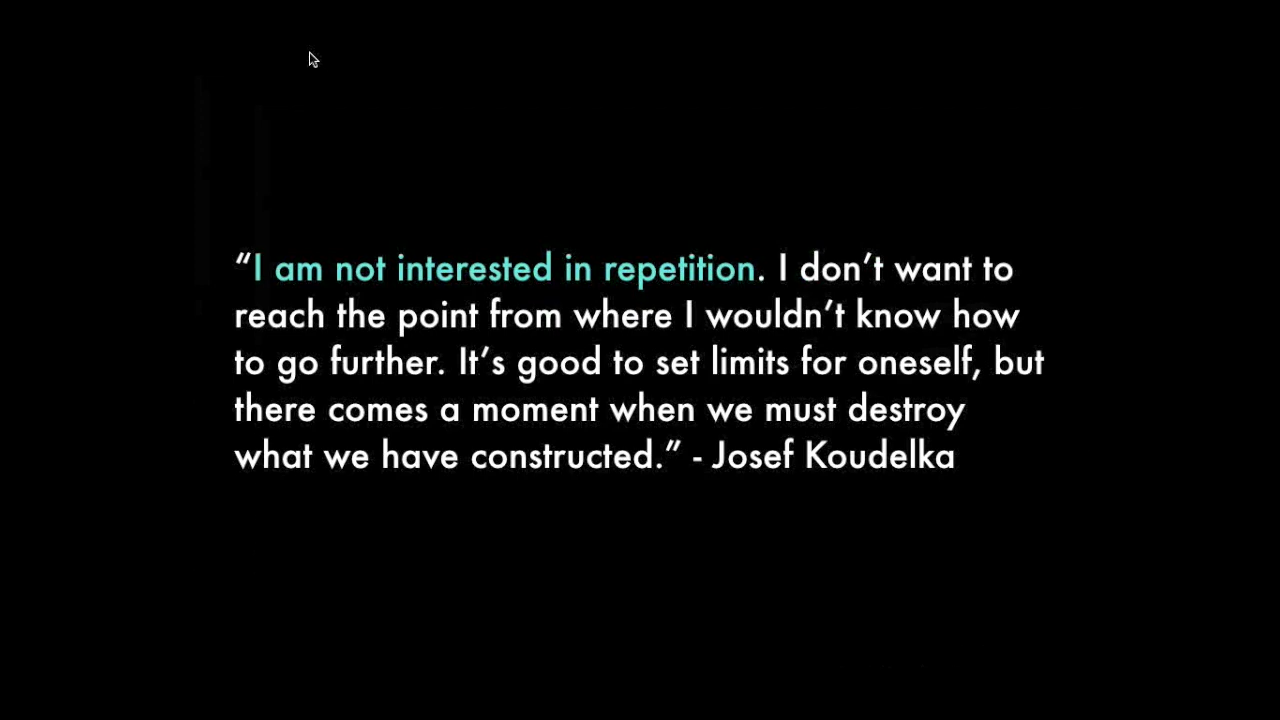 “I am not interested in repetition. I don’t want to
reach the point from where I wouldn’t know how
to go further. It’s good to set limits for oneself, but
there comes a moment when we must destroy
what we have constructed.” - Josef Koudelka